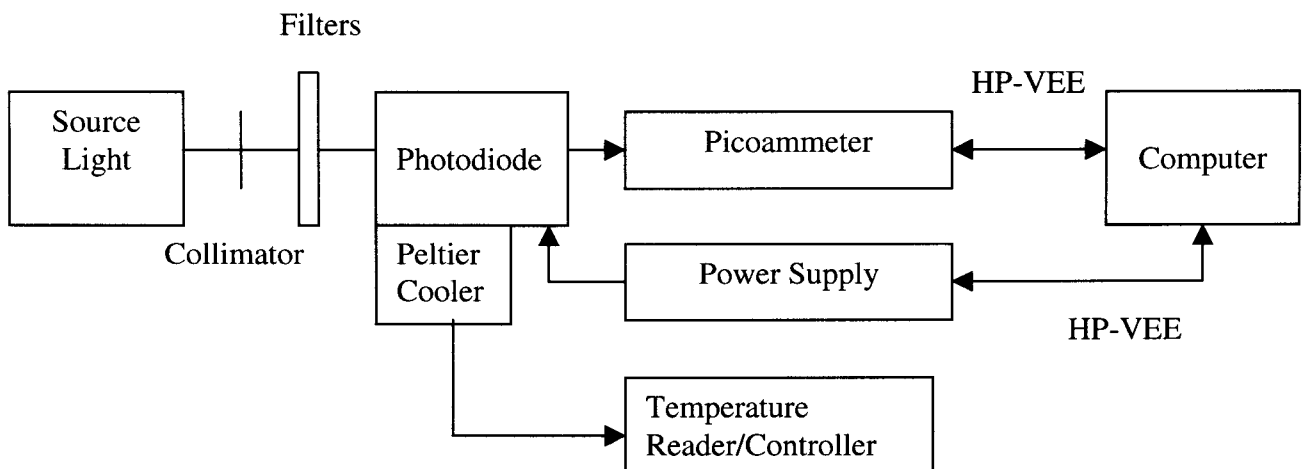 Filters
HP-VEE
Source
Light
Photodiode
Picoammeter
Computer
Collimator
Peltier
Cooler
Power Supply
HP-VEE
Temperature
Reader/Controller